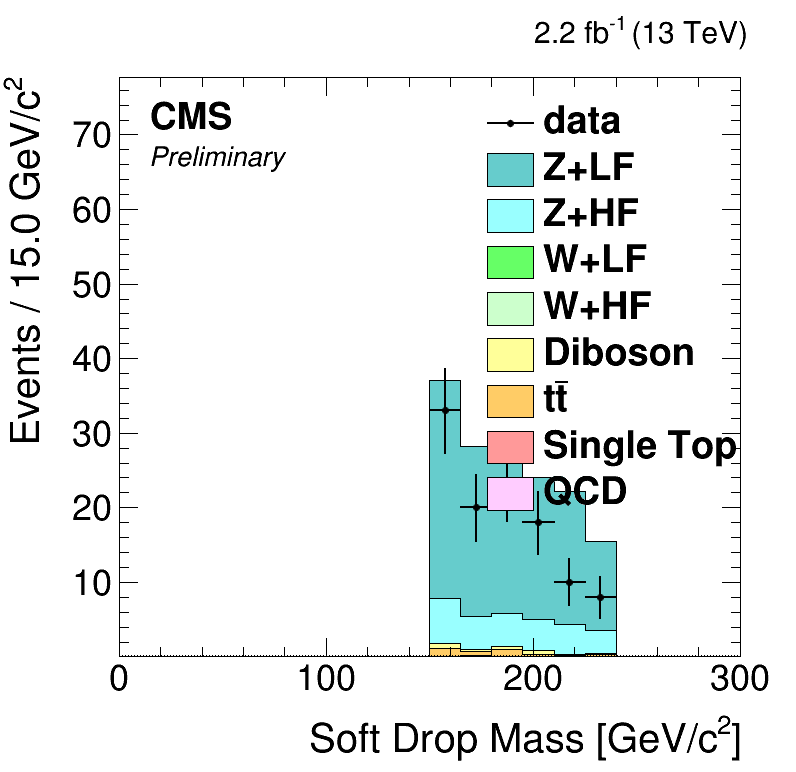 2.2 fb⁻¹ (13 TeV)
CMS
Preliminary
data
Z+LF
Z+HF
W+LF
W+HF
Diboson
tt̄
Single Top
QCD
Events / 15.0 GeV/c²
70
60
50
40
30
20
10
0 100 200 300
Soft Drop Mass [GeV/c²]